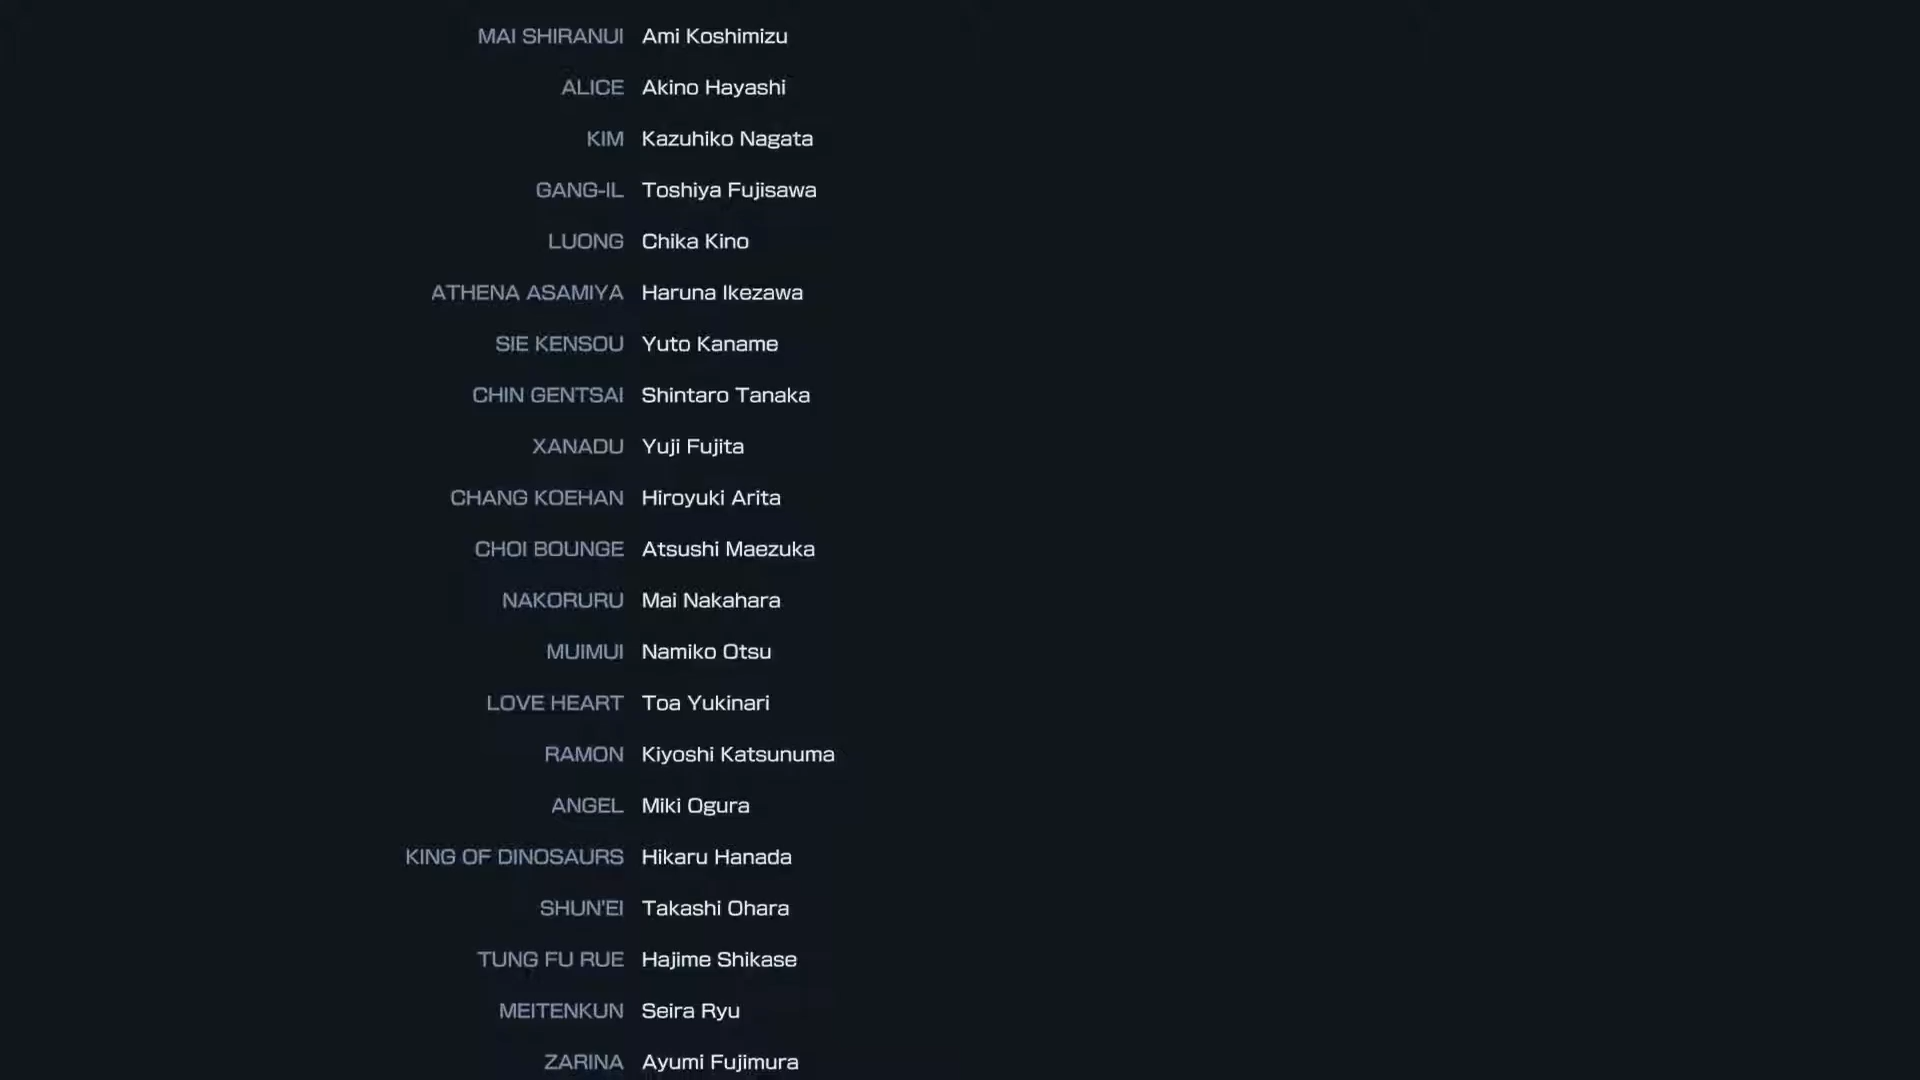 MAI SHIRANUI Ami Koshimizu
ALICE Akino Hayashi
KIM Kazuhiko Nagata
GANG-IL Toshiya Fujisawa
LUONG Chika Kino
ATHENA ASAMIYA Haruna Ikezawa
SIE KENSOU Yuto Kaname
CHIN GENTSAI Shintaro Tanaka
XANADU Yuji Fujita
CHANG KOEHAN Hiroyuki Arita
CHOI BOUNGE Atsushi Maezuka
NAKORURU Mai Nakahara
MUIMUI Namiko Otsu
LOVE HEART Toa Yukinari
RAMON Kiyoshi Katsunuma
ANGEL Miki Ogura
KING OF DINOSAURS Hikaru Hanada
SHUN'EI Takashi Ohara
TUNG FU RUE Hajime Shikase
MEITENKUN Seira Ryu
ZARINA Ayumi Fujimura